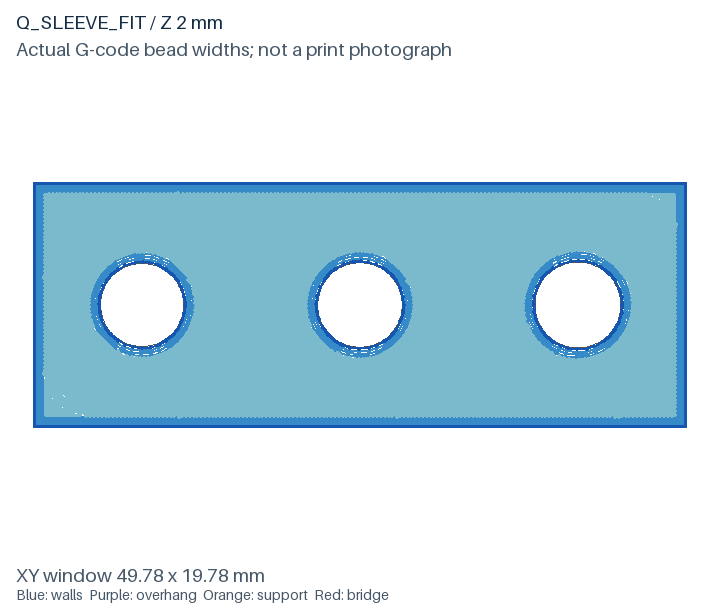 Q_SLEEVE_FIT / Z 2 mm
Actual G-code bead widths; not a print photograph
XY window 49.78 x 19.78 mm
Blue: walls  Purple: overhang  Orange: support  Red: bridge